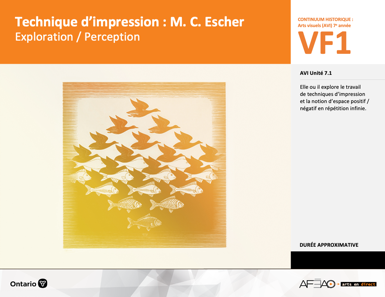 Technique d’impression : M. C. Escher
Exploration / Perception
CONTINUUM HISTORIQUE :
Arts visuels (AVI) 7e année
VF1
AVI Unité 7.1
Elle ou il explore le travail
de techniques d’impression
et la notion d’espace positif /
négatif en répétition infinie.
DURÉE APPROXIMATIVE
Ontario
AFÉAO - arts en direct